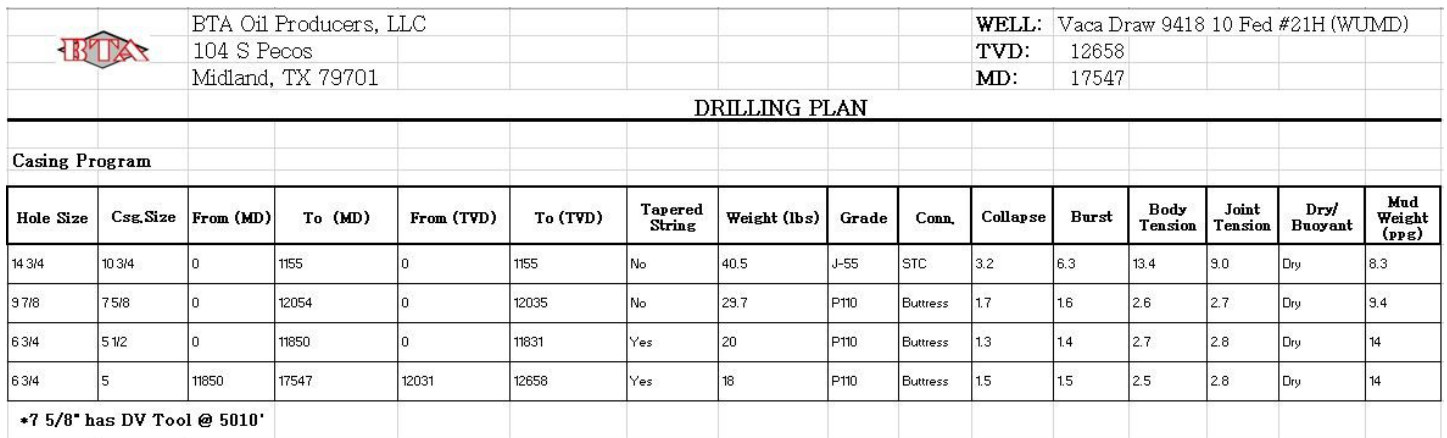 BTA
BTA Oil Producers, LLC
104 S Pecos
Midland, TX 79701
WELL: Vaca Draw 9418 10 Fed #21H (WUMD)
TVD: 12658
MD: 17547
DRILLING PLAN
Casing Program
Hole Size Csg.Size From (MD) To (MD) From (TVD) To (TVD) Tapered String Weight (lbs) Grade Conn. Collapse Burst Body Tension Joint Tension Dry/ Buoyant Mud Weight (ppg)
14 3/4 10 3/4 0 1155 0 1155 No 40.5 J-55 STC 3.2 6.3 13.4 9.0 Dry 8.3
9 7/8 7 5/8 0 12054 0 12035 No 29.7 P110 Buttress 1.7 1.6 2.6 2.7 Dry 9.4
6 3/4 5 1/2 0 11850 0 11831 Yes 20 P110 Buttress 1.3 1.4 2.7 2.8 Dry 14
6 3/4 5 11850 17547 12031 12658 Yes 18 P110 Buttress 1.5 1.5 2.5 2.8 Dry 14
*7 5/8" has DV Tool @ 5010'